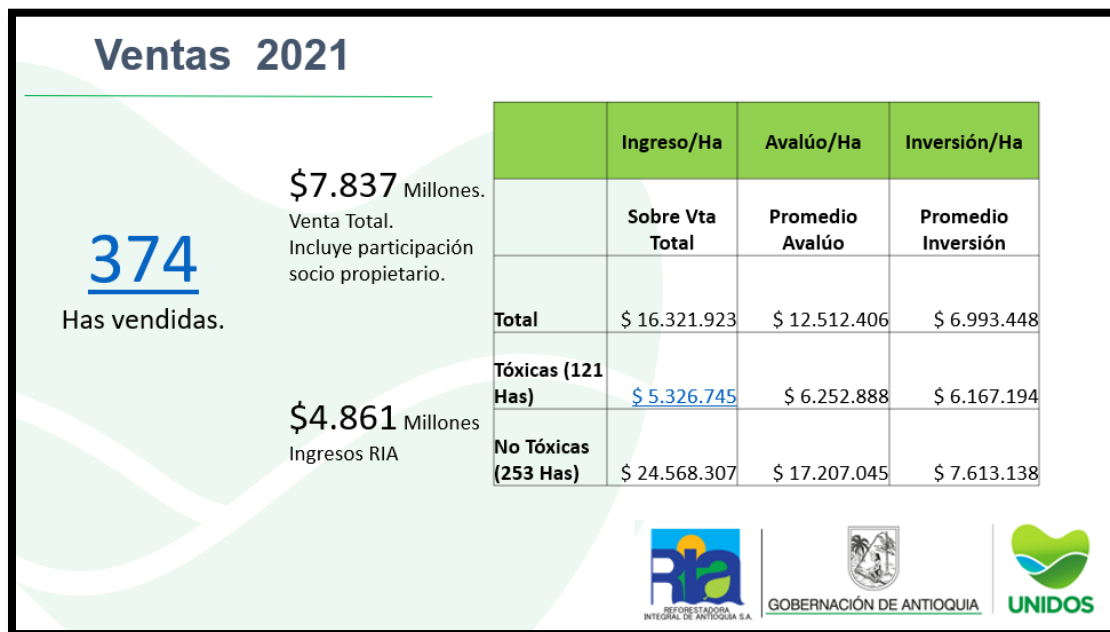 Ventas 2021
374
Has vendidas.
$7.837 Millones.
Venta Total.
Incluye participación
socio propietario.
$4.861 Millones
Ingresos RIA
Ingreso/Ha Avalúo/Ha Inversión/Ha
Sobre Vta Total Promedio Avalúo Promedio Inversión
Total $ 16.321.923 $ 12.512.406 $ 6.993.448
Tóxicas (121 Has) $ 5.326.745 $ 6.252.888 $ 6.167.194
No Tóxicas (253 Has) $ 24.568.307 $ 17.207.045 $ 7.613.138
RIA
REFORESTADORA
INTEGRAL DE ANTIOQUIA S.A.
GOBERNACIÓN DE ANTIOQUIA
UNIDOS